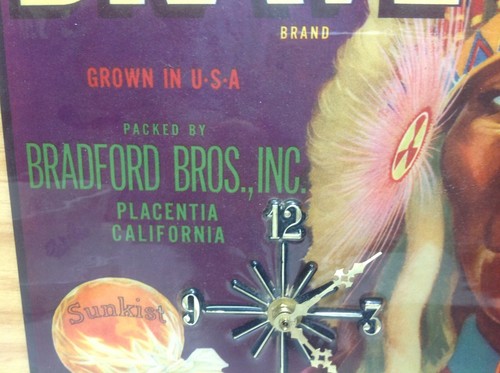 BRAND
GROWN IN U·S·A
PACKED BY
BRADFORD BROS., INC.
PLACENTIA
CALIFORNIA
12
Sunkist
9
3